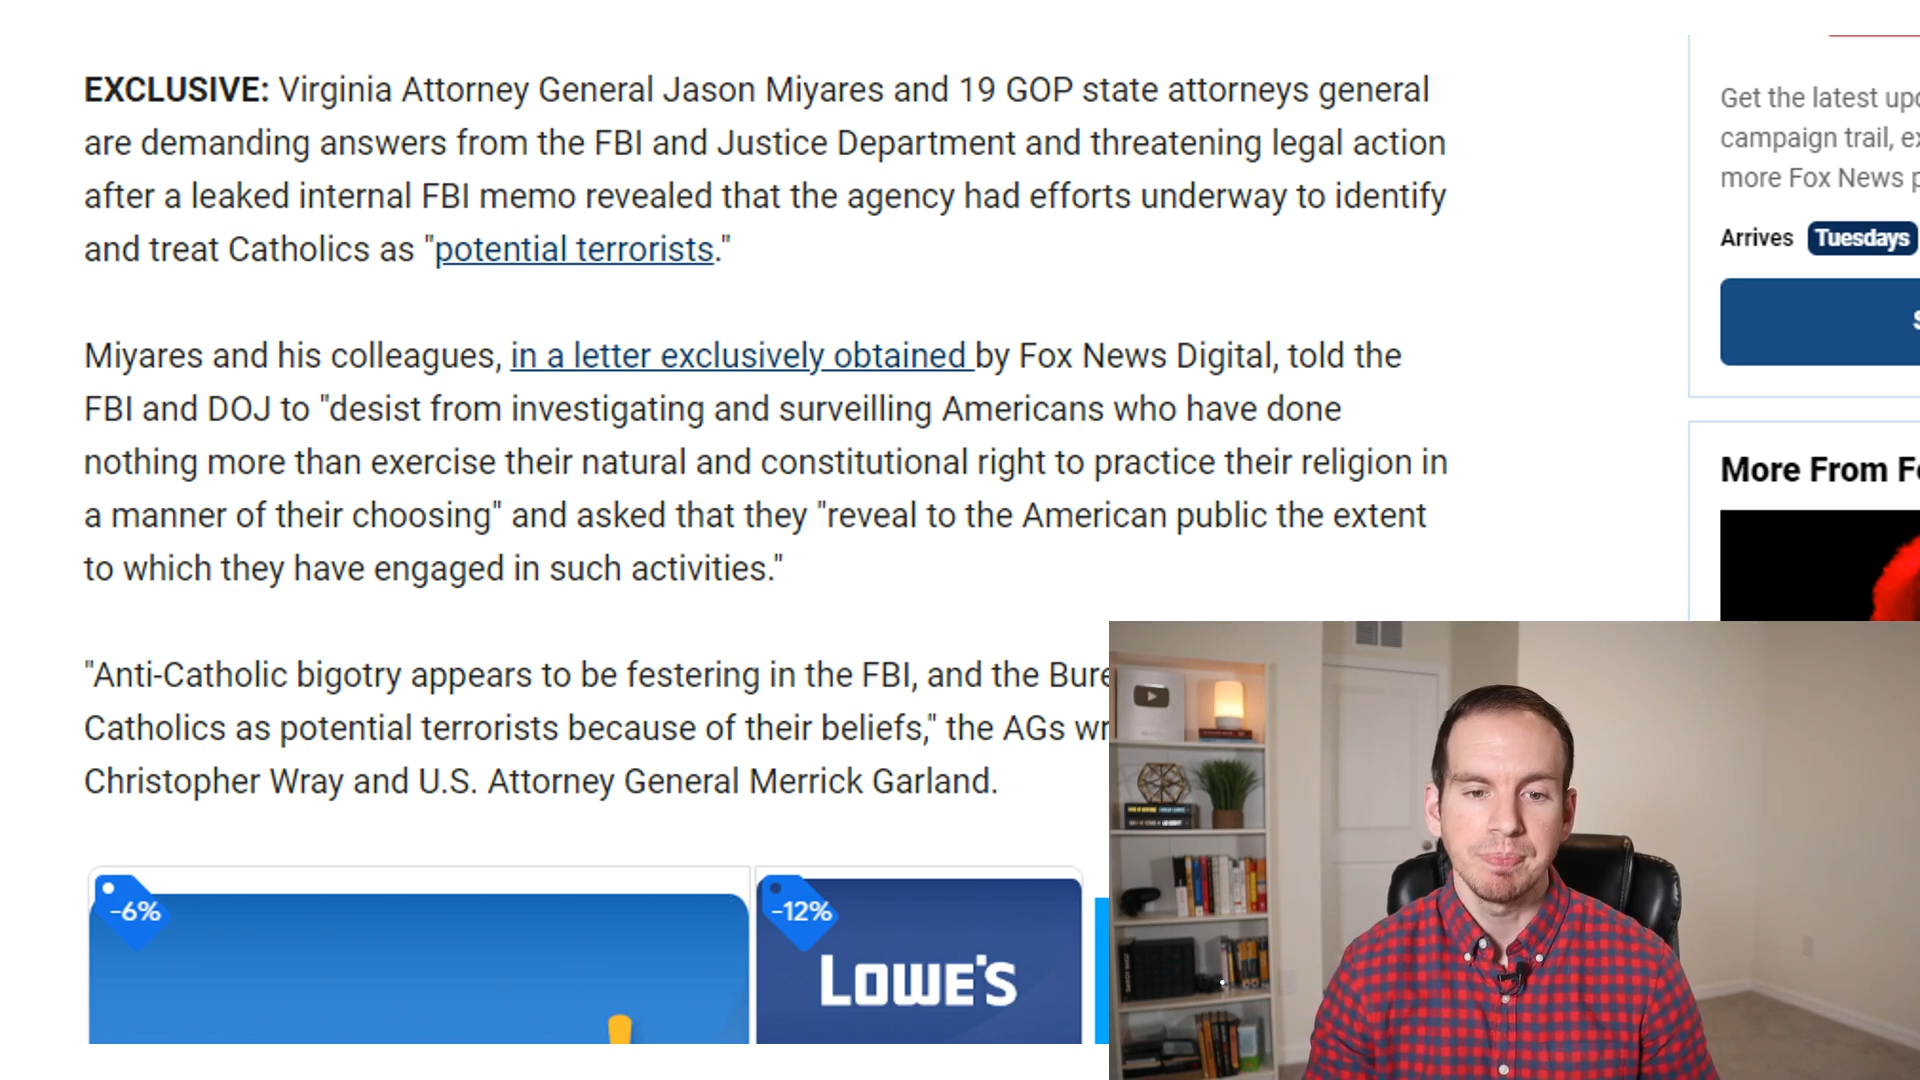 EXCLUSIVE: Virginia Attorney General Jason Miyares and 19 GOP state attorneys general
are demanding answers from the FBI and Justice Department and threatening legal action
after a leaked internal FBI memo revealed that the agency had efforts underway to identify
and treat Catholics as "potential terrorists."
Miyares and his colleagues, in a letter exclusively obtained by Fox News Digital, told the
FBI and DOJ to "desist from investigating and surveilling Americans who have done
nothing more than exercise their natural and constitutional right to practice their religion in
a manner of their choosing" and asked that they "reveal to the American public the extent
to which they have engaged in such activities."
"Anti-Catholic bigotry appears to be festering in the FBI, and the Bure
Catholics as potential terrorists because of their beliefs," the AGs wr
Christopher Wray and U.S. Attorney General Merrick Garland.
-6%
-12%
LOWE'S
Get the latest upd
campaign trail, ex
more Fox News p
Arrives Tuesdays
S
More From Fo